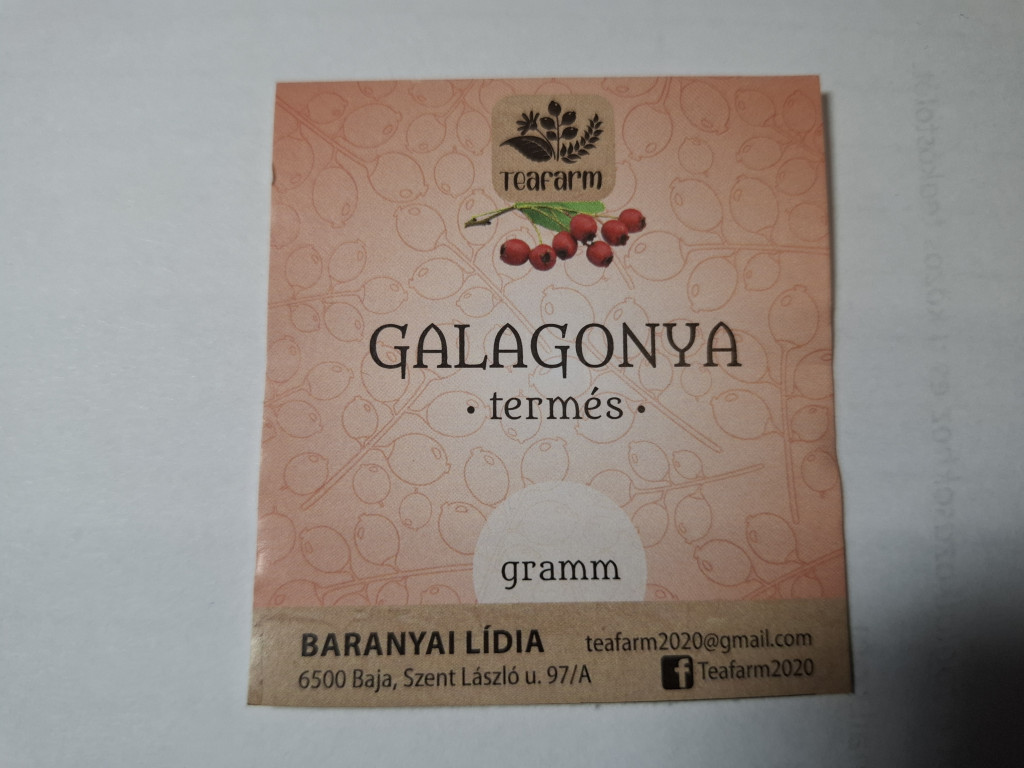 Teafarm
GALAGONYA
• termés •
gramm
BARANYAI LÍDIA
6500 Baja, Szent László u. 97/A
teafarm2020@gmail.com
Teafarm2020